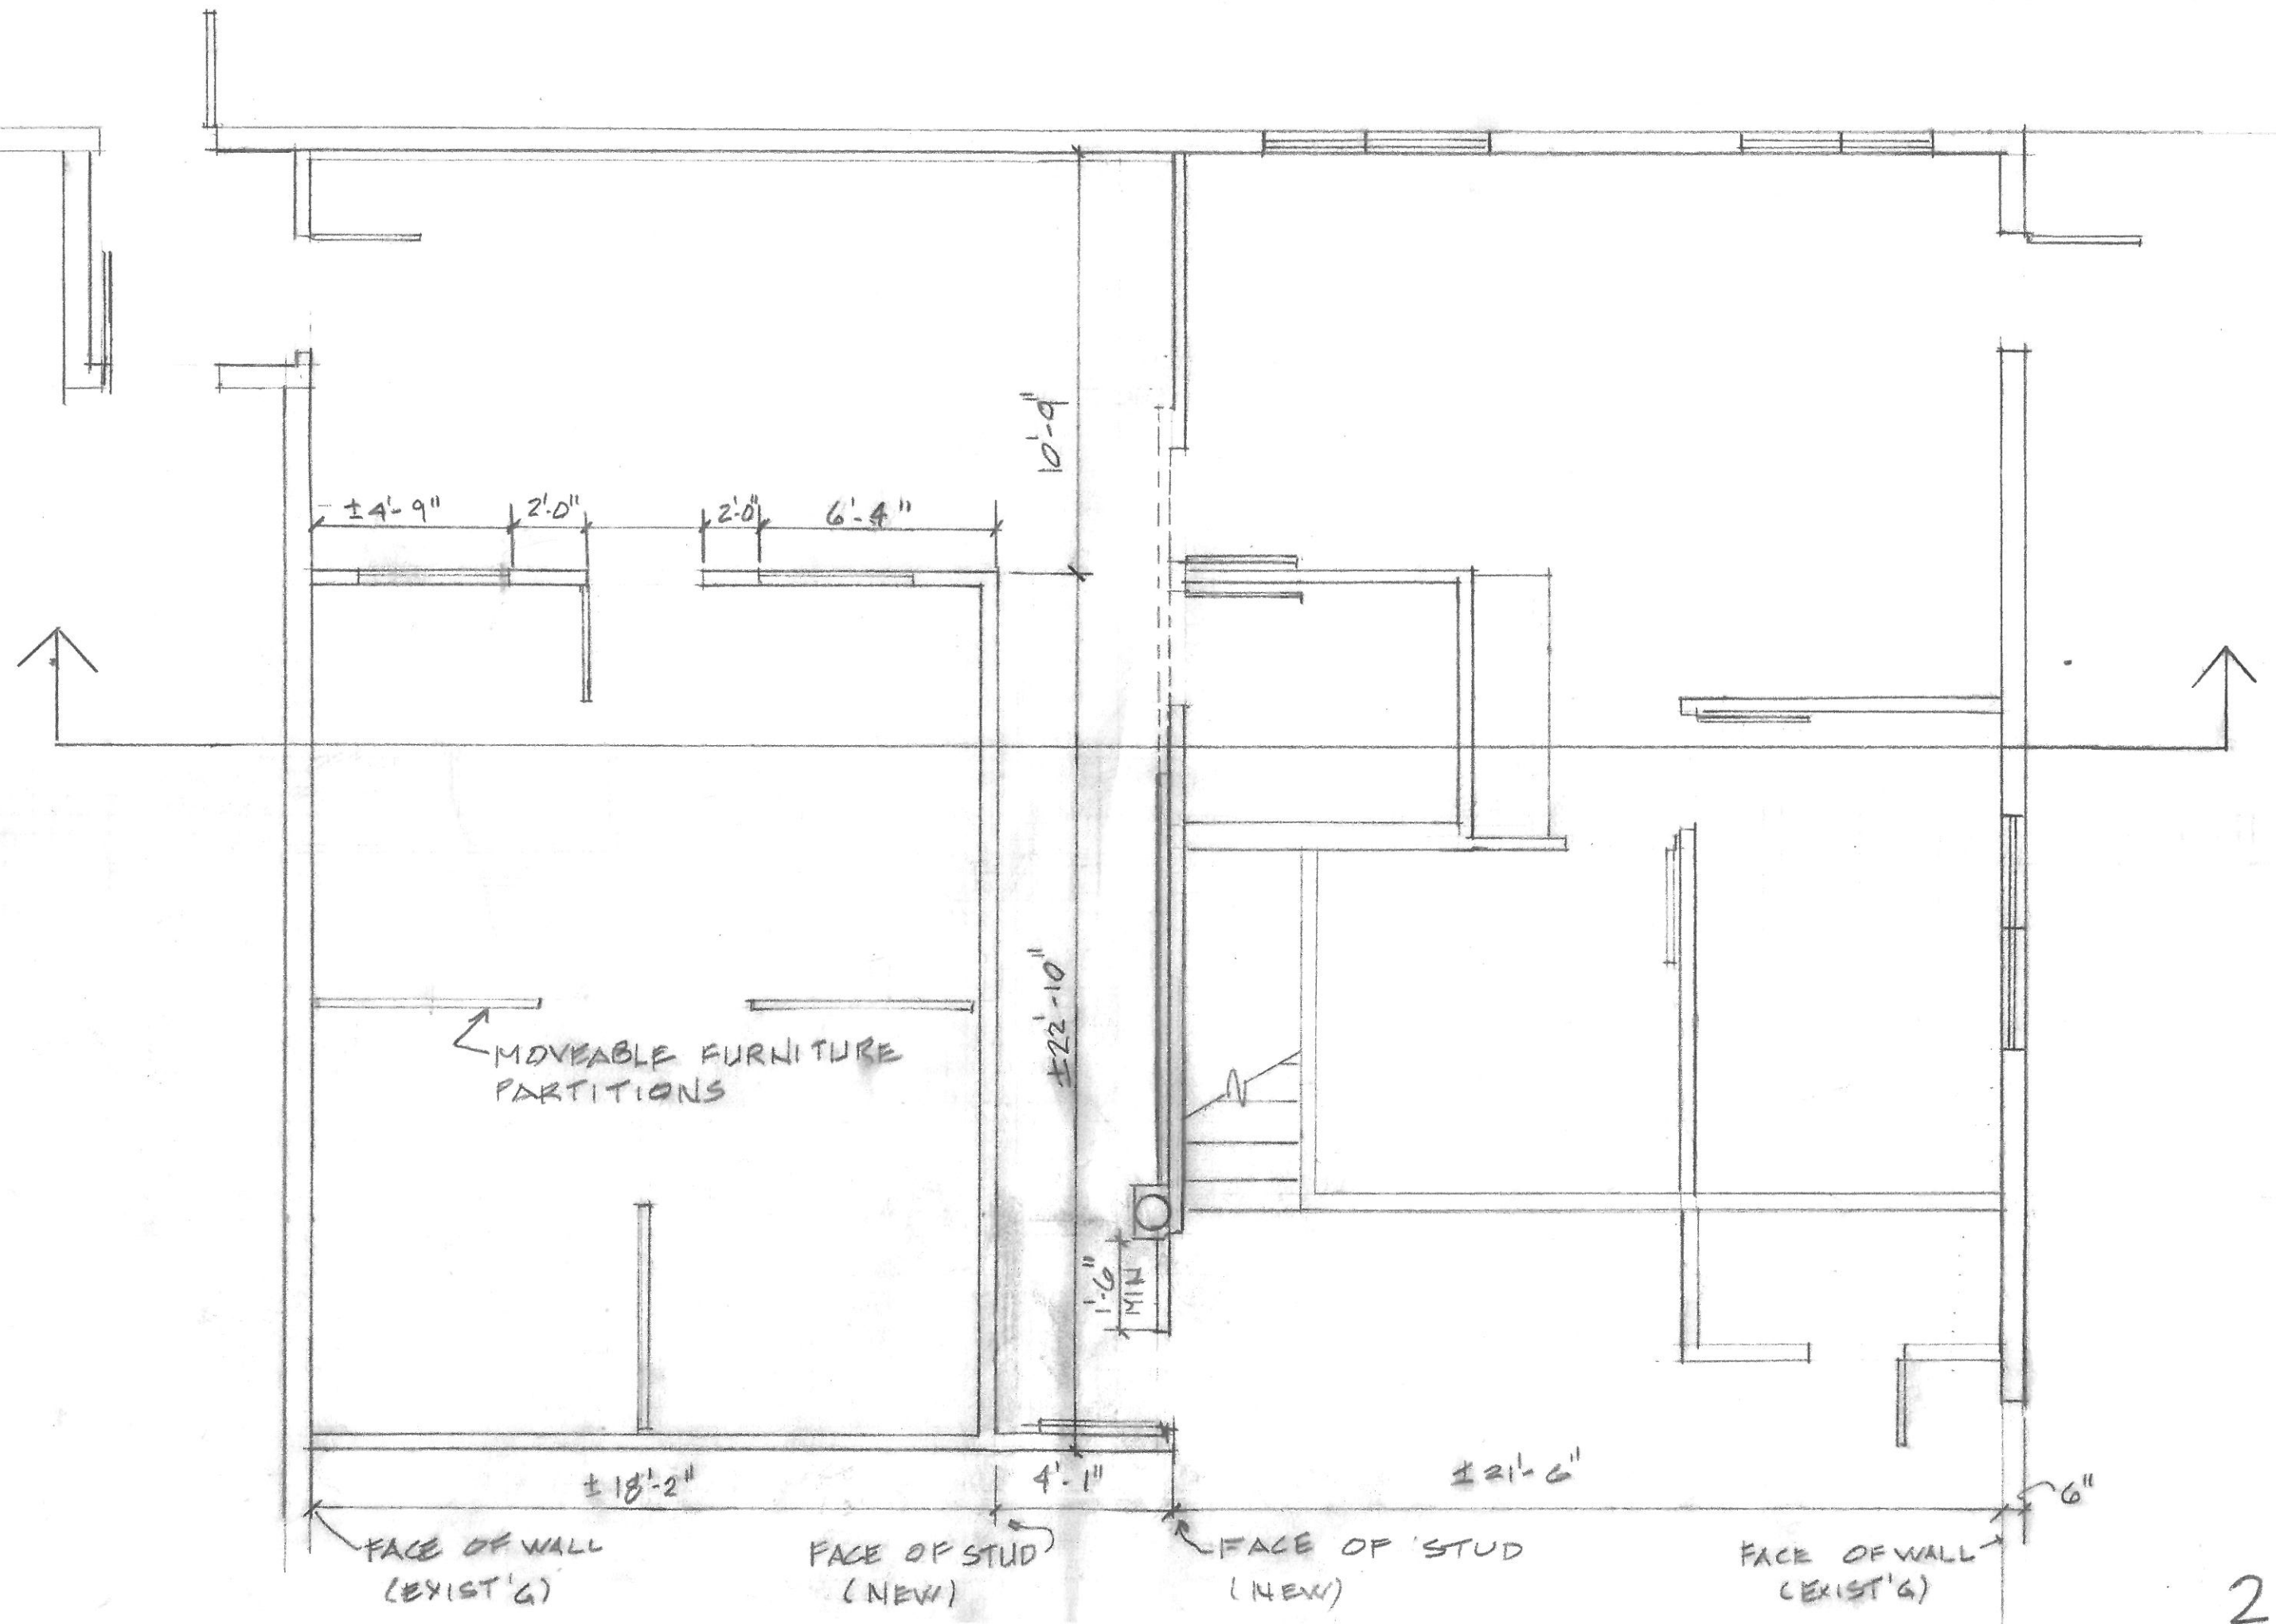 10'-9"
±4'-9" 2'-0" 2'-0" 6'-4"
±22'-10"
MOVEABLE FURNITURE
PARTITIONS
1'-6"
MIN
±18'-2" 4'-1" ±21'-6" 6"
FACE OF WALL
(EXIST'G)
FACE OF STUD
(NEW)
FACE OF STUD
(NEW)
FACE OF WALL
(EXIST'G)
2